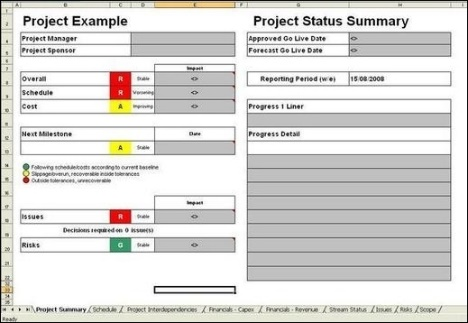 Project Example
Project Status Summary
Project Manager
Project Sponsor
Approved Go Live Date <>
Forecast Go Live Date <>
Impact
Overall R Stable <>
Schedule R Worsening <>
Cost A Improving <>
Reporting Period (w/e) 15/08/2008
Progress 1 Liner
Next Milestone Date
A Stable
Progress Detail
Following schedule/costs according to current baseline
Slippage/overun, recoverable inside tolerances
Outside tolerances, unrecoverable
Impact
Issues R Stable <>
Decisions required on 0 issue(s)
Risks G Stable <>
Project Summary / Schedule / Project Interdependencies / Financials - Capex / Financials - Revenue / Stream Status / Issues / Risks / Scope /
Ready